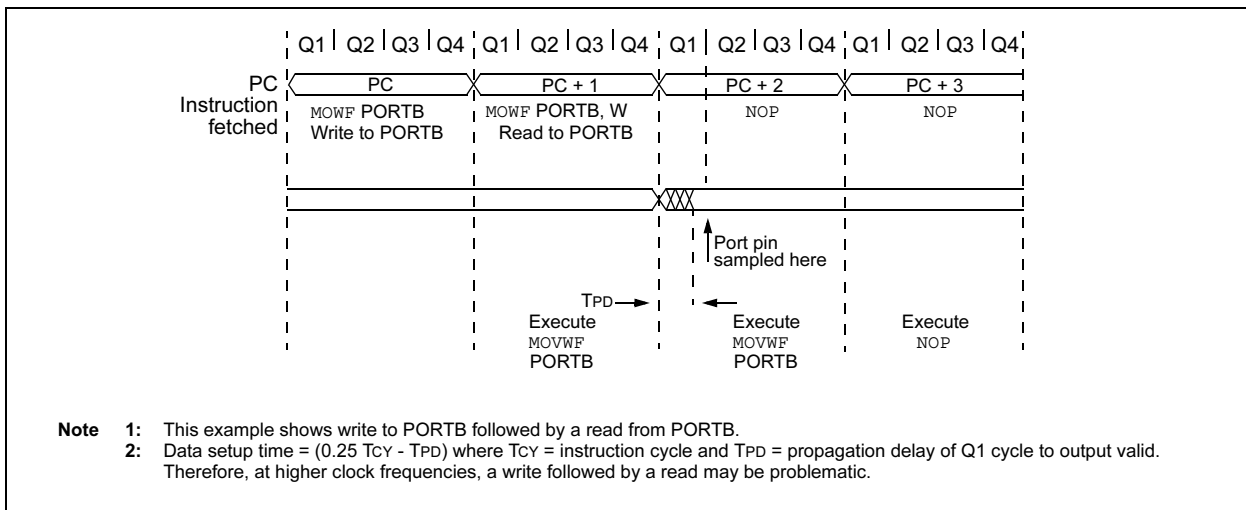 Q1 Q2 Q3 Q4 Q1 Q2 Q3 Q4 Q1 Q2 Q3 Q4 Q1 Q2 Q3 Q4
PC PC PC + 1 PC + 2 PC + 3
Instruction
fetched
MOWF PORTB MOWF PORTB, W NOP NOP
Write to PORTB Read to PORTB
Port pin
sampled here
TPD
Execute Execute Execute
MOVWF MOVWF NOP
PORTB PORTB
Note 1: This example shows write to PORTB followed by a read from PORTB.
2: Data setup time = (0.25 TCY - TPD) where TCY = instruction cycle and TPD = propagation delay of Q1 cycle to output valid.
Therefore, at higher clock frequencies, a write followed by a read may be problematic.